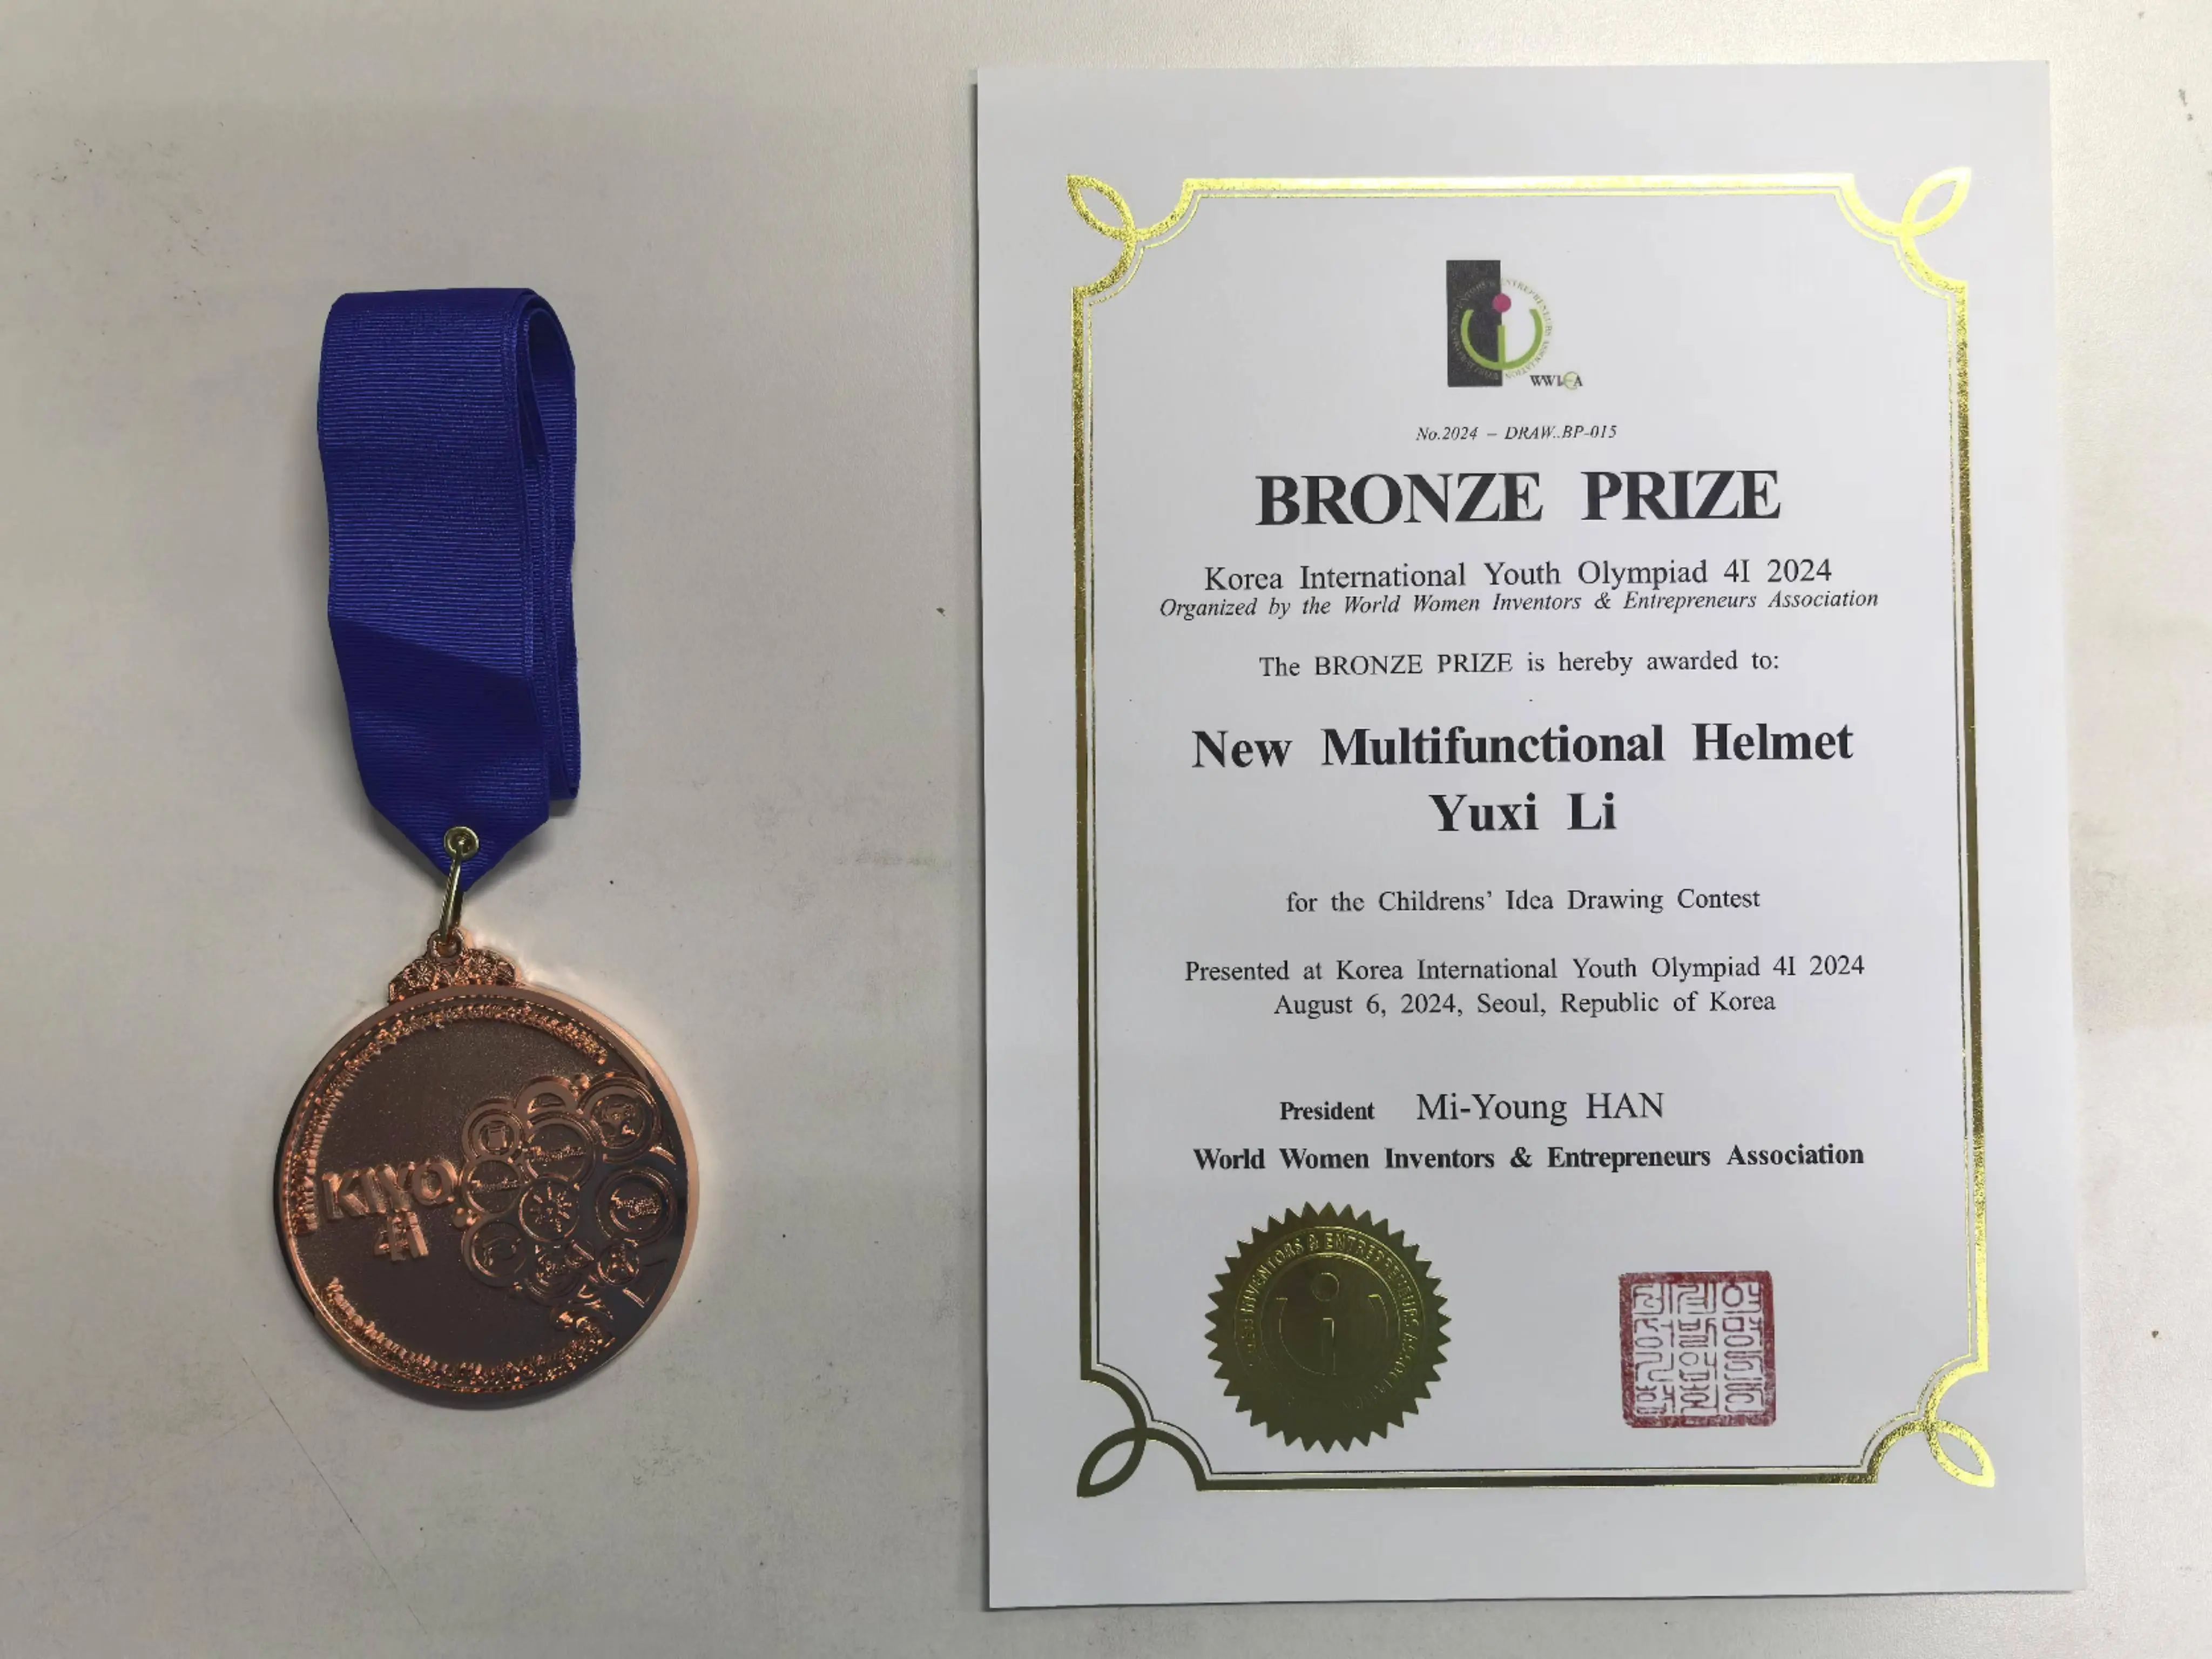 KIYO
4i
WWIEA
No.2024 – DRAW..BP-015
BRONZE PRIZE
Korea International Youth Olympiad 4I 2024
Organized by the World Women Inventors & Entrepreneurs Association
The BRONZE PRIZE is hereby awarded to:
New Multifunctional Helmet
Yuxi Li
for the Childrens’ Idea Drawing Contest
Presented at Korea International Youth Olympiad 4I 2024
August 6, 2024, Seoul, Republic of Korea
President Mi-Young HAN
World Women Inventors & Entrepreneurs Association
INVENTORS & ENTREPRENEURS ASSOCIATION